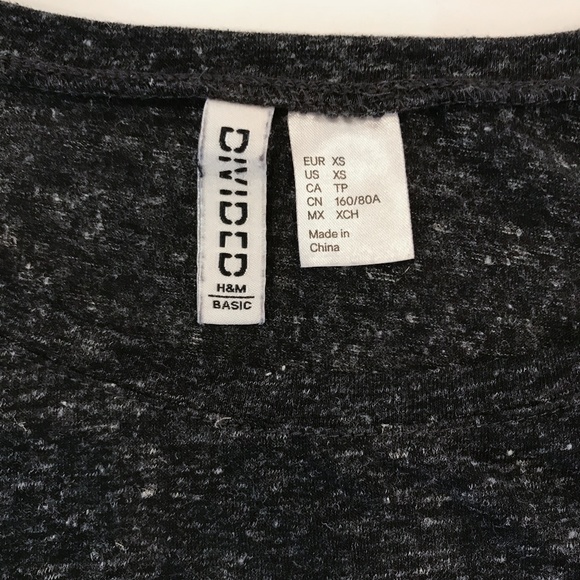 DIVIDED
H&M
BASIC
EUR XS
US XS
CA TP
CN 160/80A
MX XCH
Made in
China